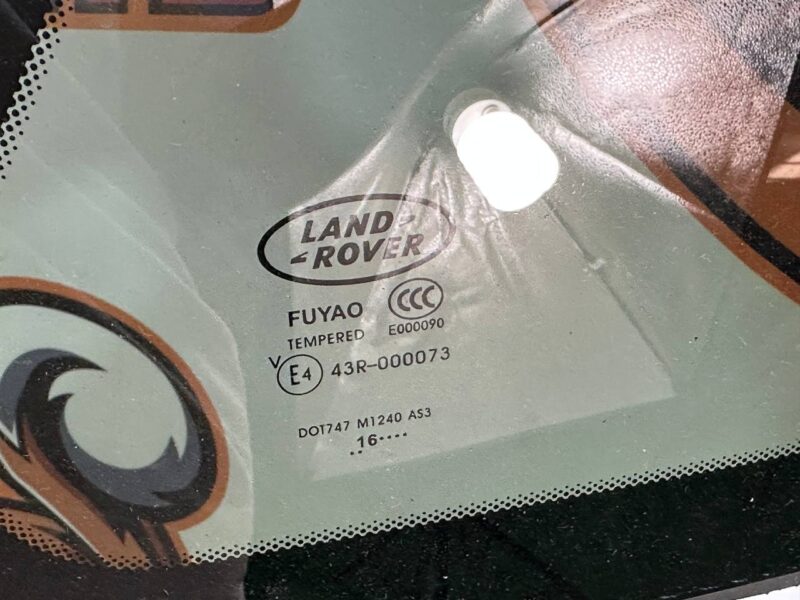 LAND-
-ROVER
FUYAO CCC
TEMPERED E000090
V E4 43R-000073
DOT747 M1240 AS3
..16....